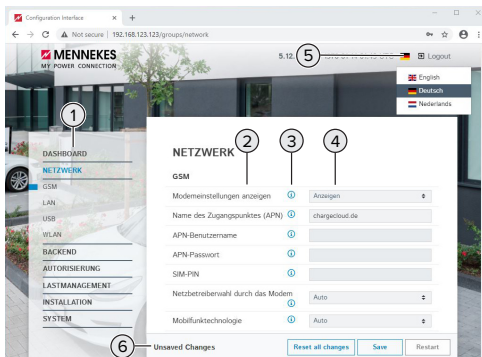 Configuration Interface
Not secure | 192.168.123.123/groups/network
MENNEKES
MY POWER CONNECTION
5.12.
5
Logout
English
Deutsch
Nederlands
1
DASHBOARD
NETZWERK
GSM
LAN
USB
WLAN
BACKEND
AUTORISIERUNG
LASTMANAGEMENT
INSTALLATION
SYSTEM
NETZWERK
2
3
4
GSM
Modemeinstellungen anzeigen
Anzeigen
Name des Zugangspunktes (APN)
chargecloud.de
APN-Benutzername
APN-Passwort
SIM-PIN
Netzbetreiberwahl durch das Modem
Auto
Mobilfunktechnologie
Auto
6
Unsaved Changes
Reset all changes
Save
Restart